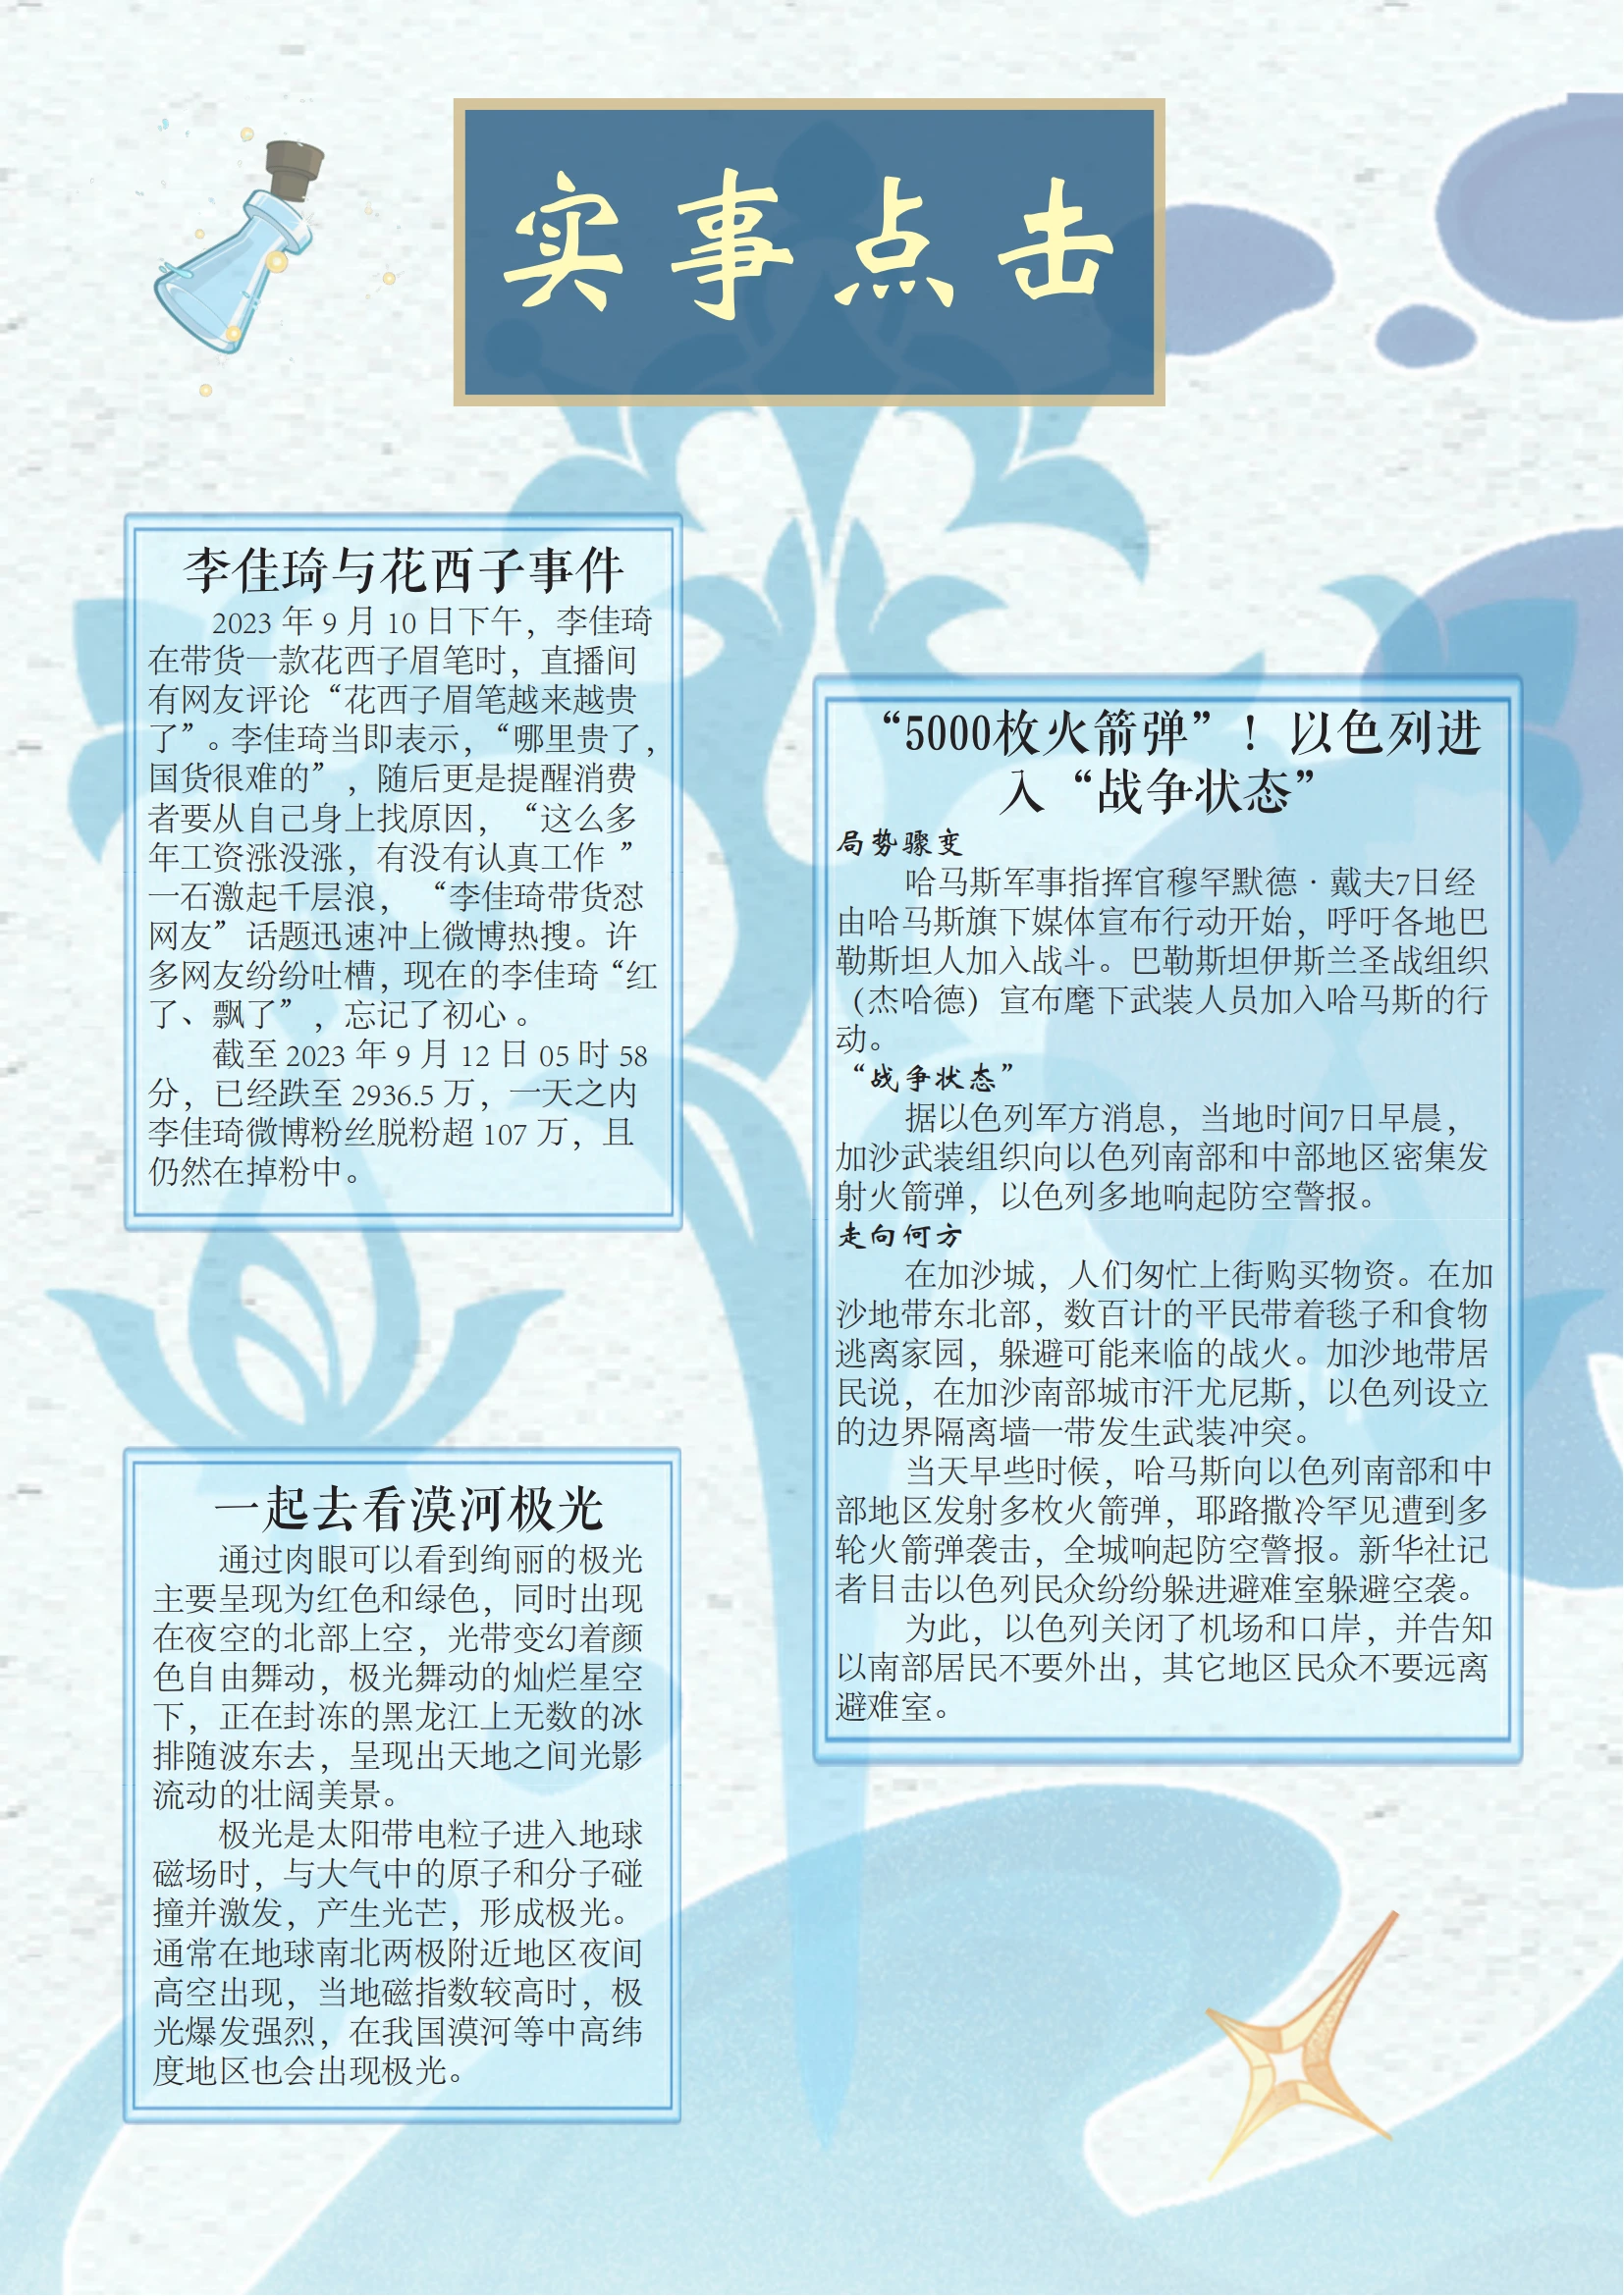 实事点击
李佳琦与花西子事件
2023 年 9 月 10 日下午，李佳琦
在带货一款花西子眉笔时，直播间
有网友评论“花西子眉笔越来越贵
了”。李佳琦当即表示，“哪里贵了，
国货很难的”，随后更是提醒消费
者要从自己身上找原因，“这么多
年工资涨没涨，有没有认真工作 ”
一石激起千层浪， “李佳琦带货怼
网友”话题迅速冲上微博热搜。许
多网友纷纷吐槽，现在的李佳琦“红
了、飘了”，忘记了初心 。
截至 2023 年 9 月 12 日 05 时 58
分，已经跌至 2936.5 万，一天之内
李佳琦微博粉丝脱粉超 107 万，且
仍然在掉粉中。
一起去看漠河极光
通过肉眼可以看到绚丽的极光
主要呈现为红色和绿色，同时出现
在夜空的北部上空，光带变幻着颜
色自由舞动，极光舞动的灿烂星空
下，正在封冻的黑龙江上无数的冰
排随波东去，呈现出天地之间光影
流动的壮阔美景。
极光是太阳带电粒子进入地球
磁场时，与大气中的原子和分子碰
撞并激发，产生光芒，形成极光。
通常在地球南北两极附近地区夜间
高空出现，当地磁指数较高时，极
光爆发强烈，在我国漠河等中高纬
度地区也会出现极光。
“5000枚火箭弹”！以色列进
入“战争状态”
局势骤变
哈马斯军事指挥官穆罕默德·戴夫7日经
由哈马斯旗下媒体宣布行动开始，呼吁各地巴
勒斯坦人加入战斗。巴勒斯坦伊斯兰圣战组织
（杰哈德）宣布麾下武装人员加入哈马斯的行
动。
“战争状态”
据以色列军方消息，当地时间7日早晨，
加沙武装组织向以色列南部和中部地区密集发
射火箭弹，以色列多地响起防空警报。
走向何方
在加沙城，人们匆忙上街购买物资。在加
沙地带东北部，数百计的平民带着毯子和食物
逃离家园，躲避可能来临的战火。加沙地带居
民说，在加沙南部城市汗尤尼斯，以色列设立
的边界隔离墙一带发生武装冲突。
当天早些时候，哈马斯向以色列南部和中
部地区发射多枚火箭弹，耶路撒冷罕见遭到多
轮火箭弹袭击，全城响起防空警报。新华社记
者目击以色列民众纷纷躲进避难室躲避空袭。
为此，以色列关闭了机场和口岸，并告知
以南部居民不要外出，其它地区民众不要远离
避难室。